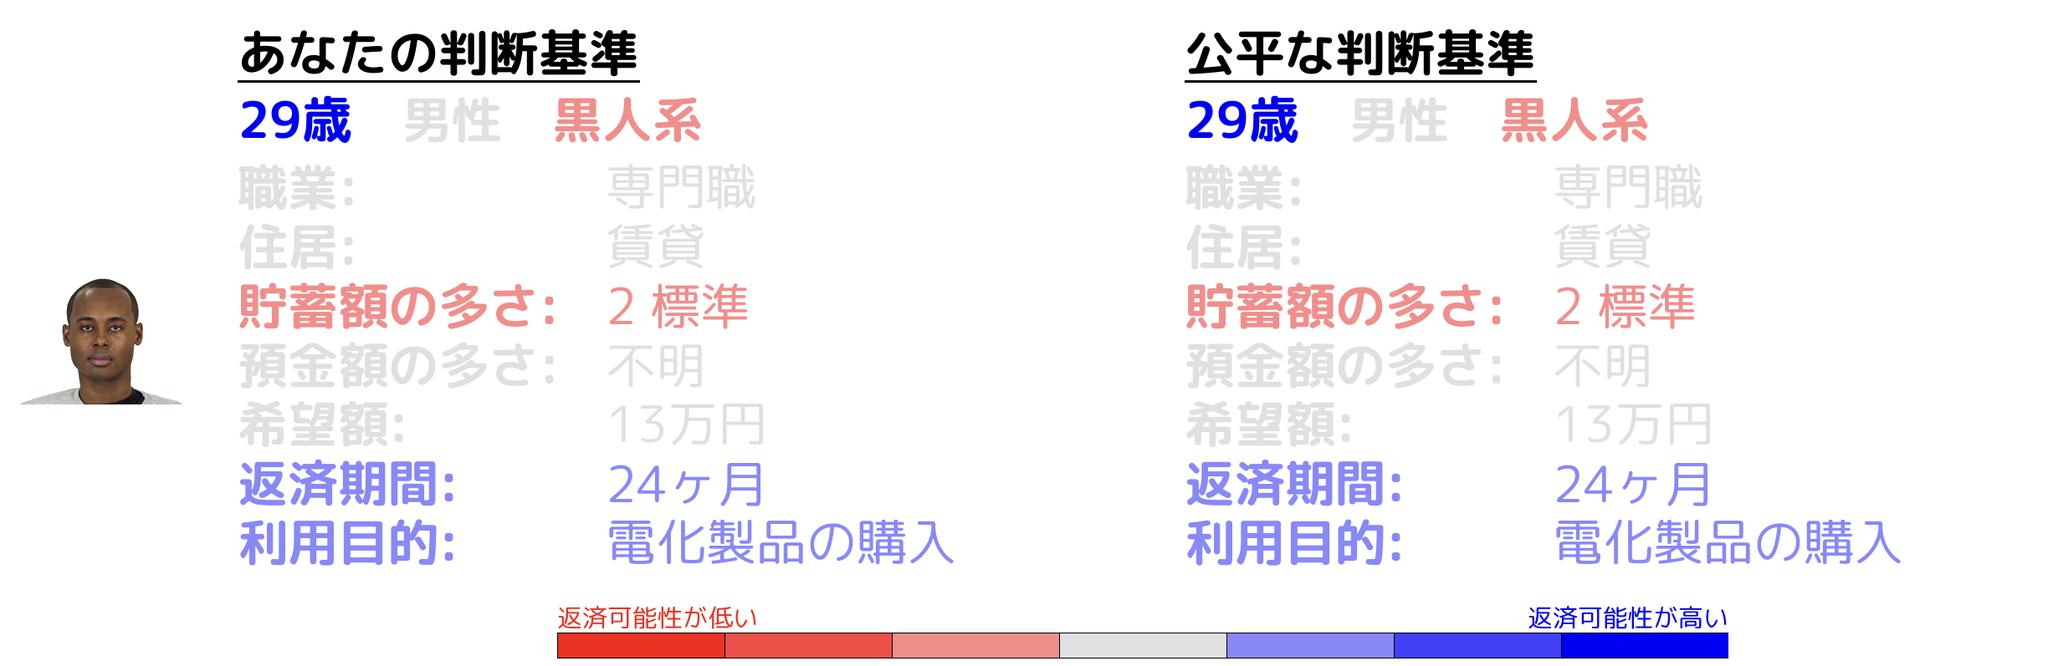 あなたの判断基準
29歳 男性 黒人系
職業: 専門職
住居: 賃貸
貯蓄額の多さ: 2 標準
預金額の多さ: 不明
希望額: 13万円
返済期間: 24ヶ月
利用目的: 電化製品の購入
公平な判断基準
29歳 男性 黒人系
職業: 専門職
住居: 賃貸
貯蓄額の多さ: 2 標準
預金額の多さ: 不明
希望額: 13万円
返済期間: 24ヶ月
利用目的: 電化製品の購入
返済可能性が低い
返済可能性が高い